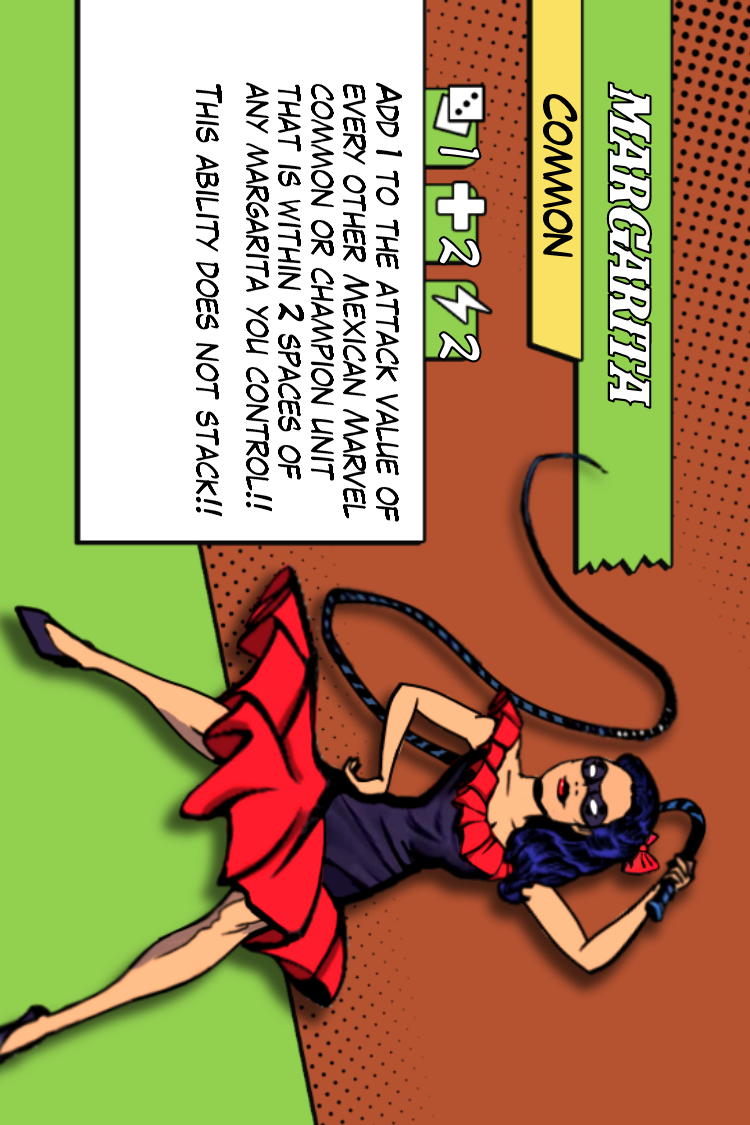 MARGARITA
COMMON
1 2 2
ADD 1 TO THE ATTACK VALUE OF
EVERY OTHER MEXICAN MARVEL
COMMON OR CHAMPION UNIT
THAT IS WITHIN 2 SPACES OF
ANY MARGARITA YOU CONTROL!!
THIS ABILITY DOES NOT STACK!!